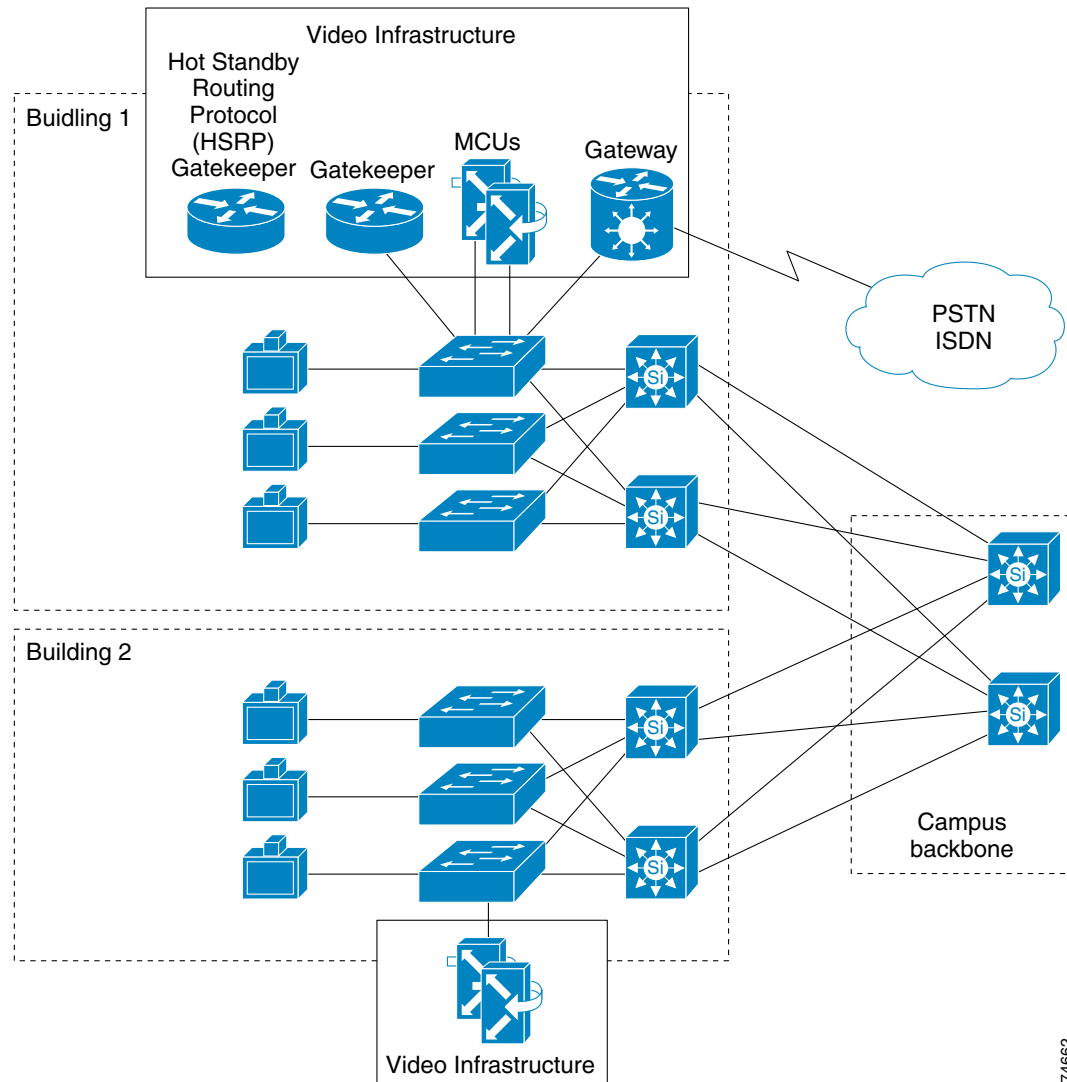 Video Infrastructure
Hot Standby
Routing
Protocol
(HSRP)
Gatekeeper
Gatekeeper
MCUs
Gateway
Buidling 1
PSTN
ISDN
Si
Si
Si
Si
Building 2
Si
Si
Campus
backbone
Video Infrastructure
74662